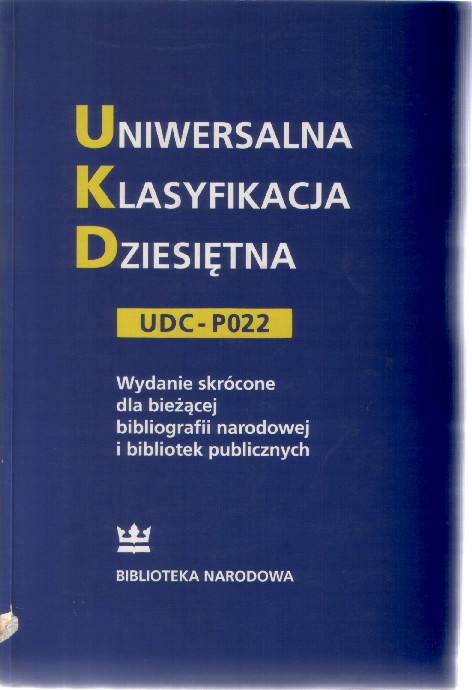 UNIWERSALNA
KLASYFIKACJA
DZIESIĘTNA
UDC - P022
Wydanie skrócone
dla bieżącej
bibliografii narodowej
i bibliotek publicznych
BIBLIOTEKA NARODOWA